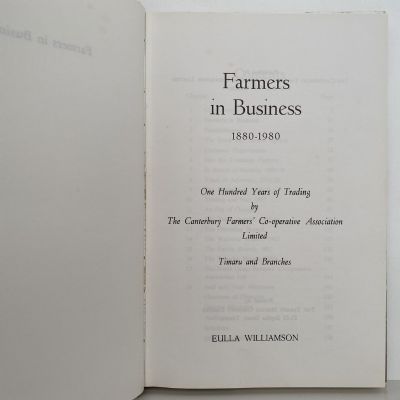 Farmers
in Business
1880-1980
One Hundred Years of Trading
by
The Canterbury Farmers' Co-operative Association
Limited
Timaru and Branches
EULLA WILLIAMSON